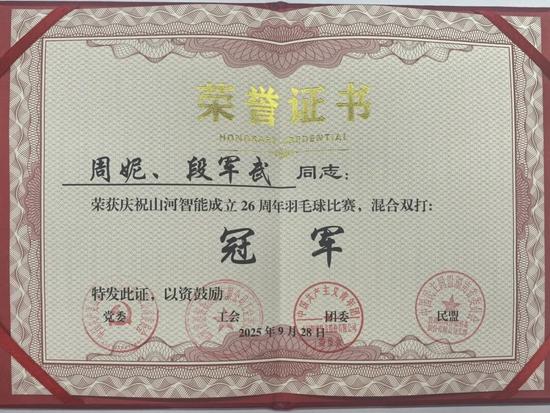 荣誉证书
HONORARY CREDENTIAL
周妮、段军武 同志：
荣获庆祝山河智能成立26周年羽毛球比赛，混合双打：
冠军
特发此证，以资鼓励。
党委 工会 团委 民盟
2025年9月28日